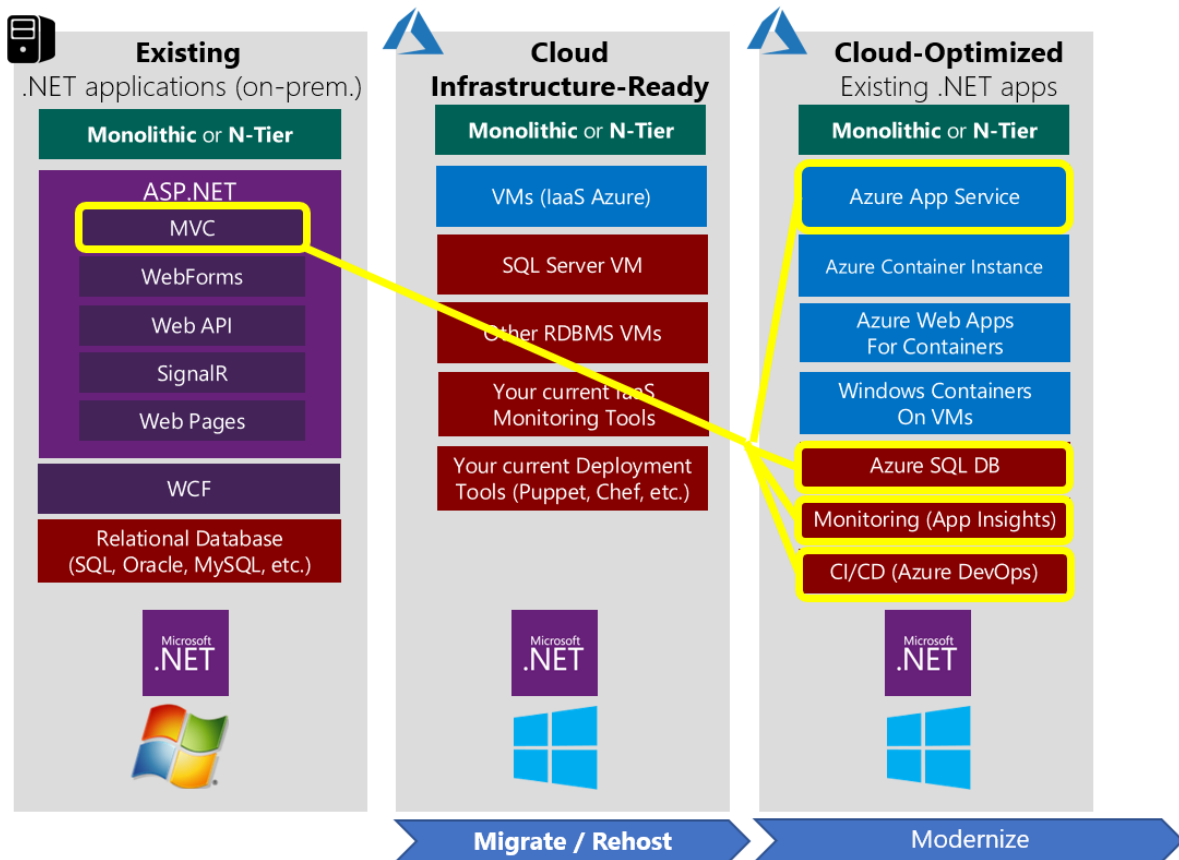 Existing
.NET applications (on-prem.)
Monolithic or N-Tier
ASP.NET
MVC
WebForms
Web API
SignalR
Web Pages
WCF
Relational Database
(SQL, Oracle, MySQL, etc.)
Microsoft
.NET
Cloud
Infrastructure-Ready
Monolithic or N-Tier
VMs (IaaS Azure)
SQL Server VM
Other RDBMS VMs
Your current IaaS
Monitoring Tools
Your current Deployment
Tools (Puppet, Chef, etc.)
Microsoft
.NET
Migrate / Rehost
Cloud-Optimized
Existing .NET apps
Monolithic or N-Tier
Azure App Service
Azure Container Instance
Azure Web Apps
For Containers
Windows Containers
On VMs
Azure SQL DB
Monitoring (App Insights)
CI/CD (Azure DevOps)
Microsoft
.NET
Modernize